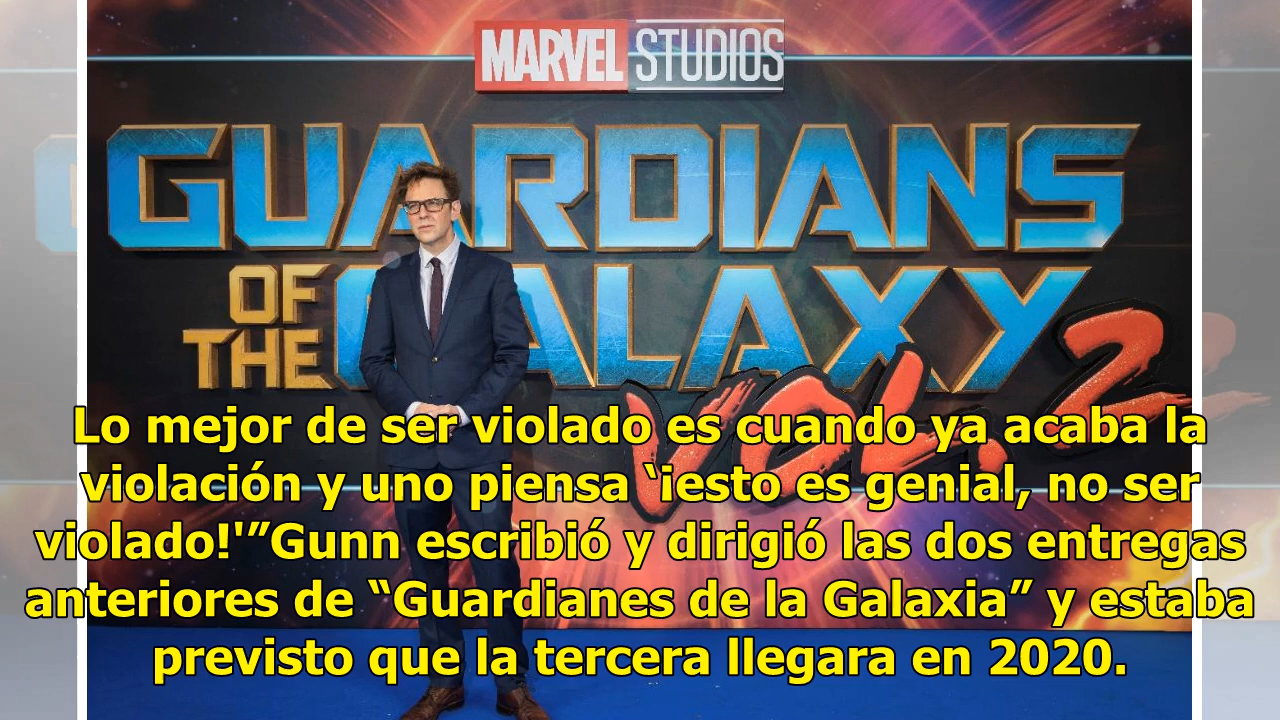 MARVEL STUDIOS
GUARDIANS
OF THE GALAXY
VOL. 2
Lo mejor de ser violado es cuando ya acaba la
violación y uno piensa ‘¡esto es genial, no ser
violado!'”Gunn escribió y dirigió las dos entregas
anteriores de “Guardianes de la Galaxia” y estaba
previsto que la tercera llegara en 2020.